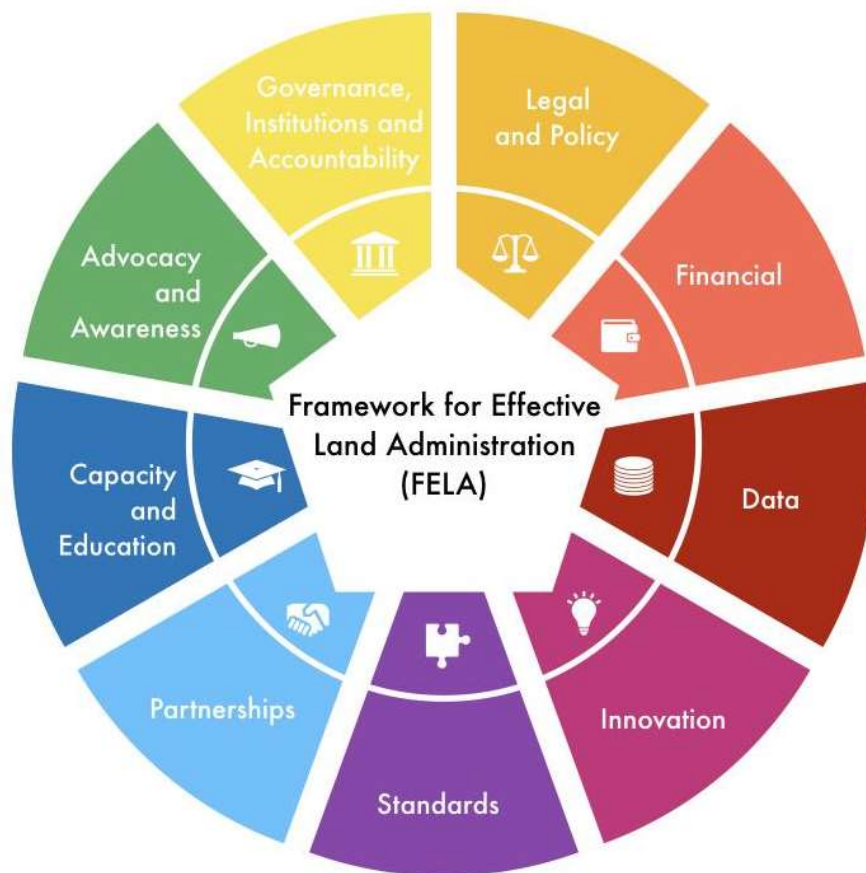 Governance,
Institutions and
Accountability
Legal
and Policy
Financial
Data
Innovation
Standards
Partnerships
Capacity
and
Education
Advocacy
and
Awareness
Framework for Effective
Land Administration
(FELA)